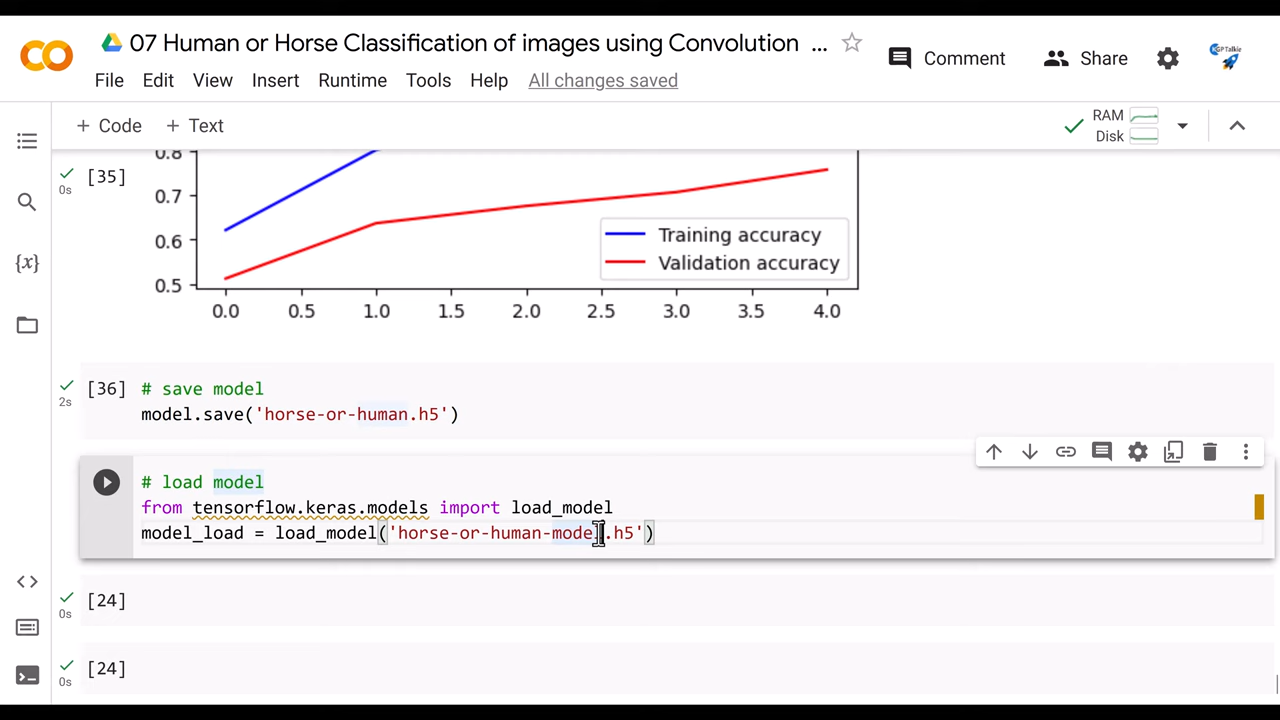 07 Human or Horse Classification of images using Convolution ...
Comment
Share
KGP Talkie
File Edit View Insert Runtime Tools Help All changes saved
+ Code + Text
RAM
Disk
[35]
0s
0.8
0.7
0.6
0.5
Training accuracy
Validation accuracy
0.0 0.5 1.0 1.5 2.0 2.5 3.0 3.5 4.0
[36] # save model
2s
model.save('horse-or-human.h5')
# load model
from tensorflow.keras.models import load_model
model_load = load_model('horse-or-human-model.h5')
[24]
0s
[24]
0s
{x}